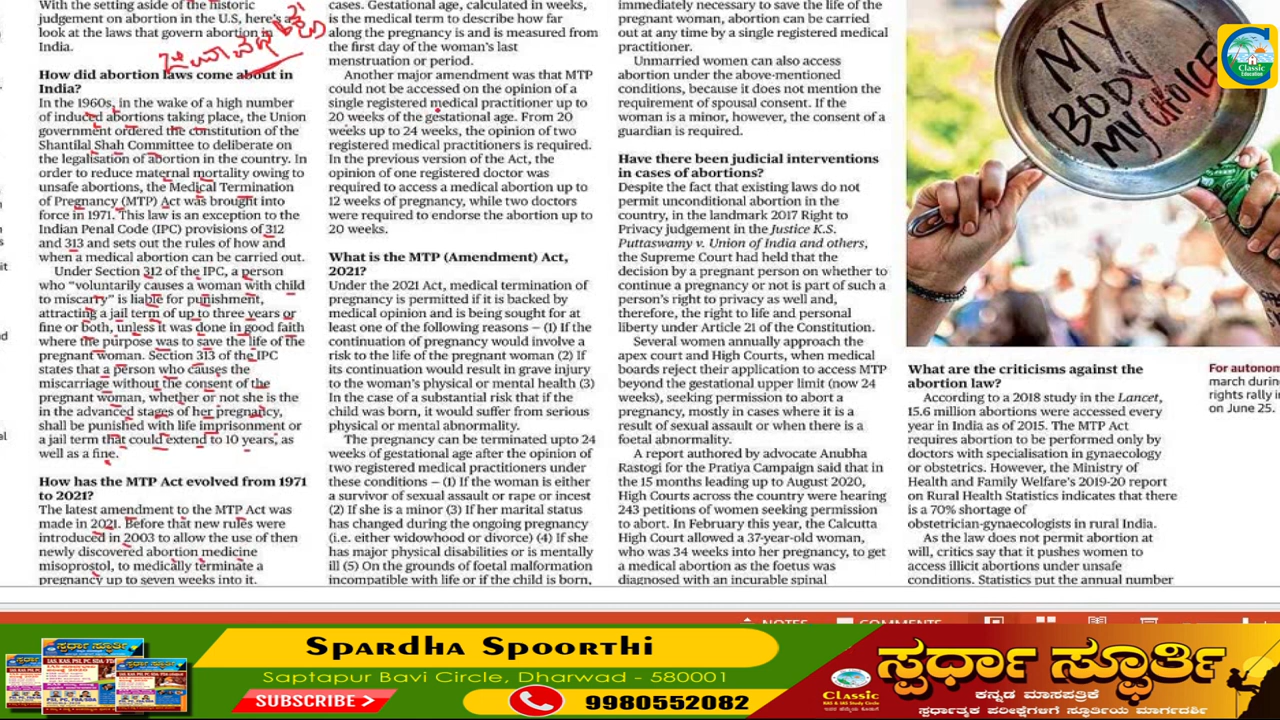 With the setting aside of the historic
judgement on abortion in the U.S, here's a
look at the laws that govern abortion in
India.
How did abortion laws come about in
India?
In the 1960s, in the wake of a high number
of induced abortions taking place, the Union
government ordered the constitution of the
Shantilal Shah Committee to deliberate on
the legalisation of abortion in the country. In
order to reduce maternal mortality owing to
unsafe abortions, the Medical Termination
of Pregnancy (MTP) Act was brought into
force in 1971. This law is an exception to the
Indian Penal Code (IPC) provisions of 312
and 313 and sets out the rules of how and
when a medical abortion can be carried out.
Under Section 312 of the IPC, a person
who “voluntarily causes a woman with child
to miscarry” is liable for punishment,
attracting a jail term of up to three years or
fine or both, unless it was done in good faith
where the purpose was to save the life of the
pregnant woman. Section 313 of the IPC
states that a person who causes the
miscarriage without the consent of the
pregnant woman, whether or not she is the
in the advanced stages of her pregnancy,
shall be punished with life imprisonment or
a jail term that could extend to 10 years, as
well as a fine.
How has the MTP Act evolved from 1971
to 2021?
The latest amendment to the MTP Act was
made in 2021. Before that new rules were
introduced in 2003 to allow the use of then
newly discovered abortion medicine
misoprostol, to medically terminate a
pregnancy up to seven weeks into it.
cases. Gestational age, calculated in weeks,
is the medical term to describe how far
along the pregnancy is and is measured from
the first day of the woman's last
menstruation or period.
Another major amendment was that MTP
could not be accessed on the opinion of a
single registered medical practitioner up to
20 weeks of the gestational age. From 20
weeks up to 24 weeks, the opinion of two
registered medical practitioners is required.
In the previous version of the Act, the
opinion of one registered doctor was
required to access a medical abortion up to
12 weeks of pregnancy, while two doctors
were required to endorse the abortion up to
20 weeks.
What is the MTP (Amendment) Act,
2021?
Under the 2021 Act, medical termination of
pregnancy is permitted if it is backed by
medical opinion and is being sought for at
least one of the following reasons – (1) If the
continuation of pregnancy would involve a
risk to the life of the pregnant woman (2) If
its continuation would result in grave injury
to the woman's physical or mental health (3)
In the case of a substantial risk that if the
child was born, it would suffer from serious
physical or mental abnormality.
The pregnancy can be terminated upto 24
weeks of gestational age after the opinion of
two registered medical practitioners under
these conditions – (1) If the woman is either
a survivor of sexual assault or rape or incest
(2) If she is a minor (3) If her marital status
has changed during the ongoing pregnancy
(i.e. either widowhood or divorce) (4) If she
has major physical disabilities or is mentally
ill (5) On the grounds of foetal malformation
incompatible with life or if the child is born,
immediately necessary to save the life of the
pregnant woman, abortion can be carried
out at any time by a single registered medical
practitioner.
Unmarried women can also access
abortion under the above-mentioned
conditions, because it does not mention the
requirement of spousal consent. If the
woman is a minor, however, the consent of a
guardian is required.
Have there been judicial interventions
in cases of abortions?
Despite the fact that existing laws do not
permit unconditional abortion in the
country, in the landmark 2017 Right to
Privacy judgement in the Justice K.S.
Puttaswamy v. Union of India and others,
the Supreme Court had held that the
decision by a pregnant person on whether to
continue a pregnancy or not is part of such a
person's right to privacy as well and,
therefore, the right to life and personal
liberty under Article 21 of the Constitution.
Several women annually approach the
apex court and High Courts, when medical
boards reject their application to access MTP
beyond the gestational upper limit (now 24
weeks), seeking permission to abort a
pregnancy, mostly in cases where it is a
result of sexual assault or when there is a
foetal abnormality.
A report authored by advocate Anubha
Rastogi for the Pratiya Campaign said that in
the 15 months leading up to August 2020,
High Courts across the country were hearing
243 petitions of women seeking permission
to abort. In February this year, the Calcutta
High Court allowed a 37-year-old woman,
who was 34 weeks into her pregnancy, to get
a medical abortion as the foetus was
diagnosed with an incurable spinal
MY
BODY
MY CHOICE
Classic
Education
What are the criticisms against the
abortion law?
According to a 2018 study in the Lancet,
15.6 million abortions were accessed every
year in India as of 2015. The MTP Act
requires abortion to be performed only by
doctors with specialisation in gynaecology
or obstetrics. However, the Ministry of
Health and Family Welfare's 2019-20 report
on Rural Health Statistics indicates that there
is a 70% shortage of
obstetrician-gynaecologists in rural India.
As the law does not permit abortion at
will, critics say that it pushes women to
access illicit abortions under unsafe
conditions. Statistics put the annual number
For autonom
march durin
rights rally i
on June 25.
NOTES
COMMENTS
Spardha Spoorthi
Saptapur Bavi Circle, Dharwad - 580001
SUBSCRIBE
9980552082
Classic
KAS & IAS Study Circle
ಸ್ಪರ್ಧಾ ಸ್ಫೂರ್ತಿ
ಕನ್ನಡ ಮಾಸಪತ್ರಿಕೆ
ಸ್ಪರ್ಧಾತ್ಮಕ ಪರೀಕ್ಷೆಗಳಿಗೆ ಸ್ಫೂರ್ತಿಯ ಮಾರ್ಗದರ್ಶಿ